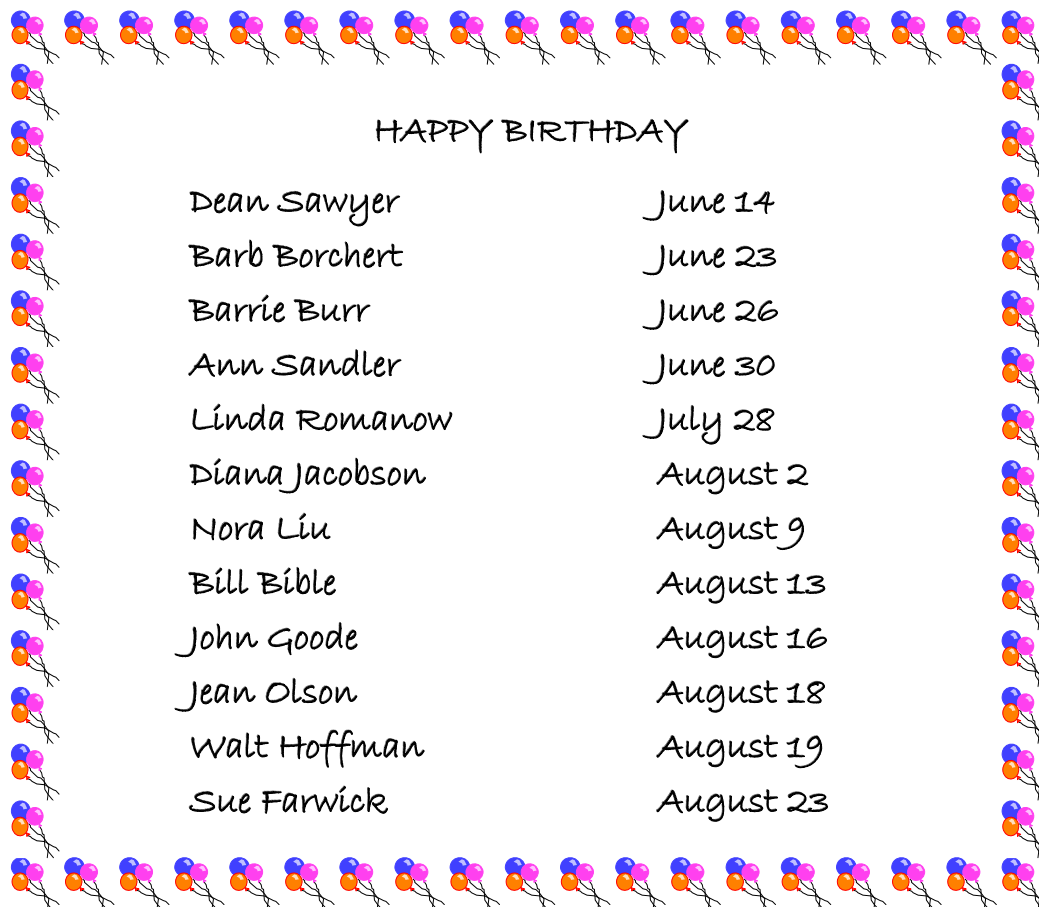 HAPPY BIRTHDAY
Dean Sawyer June 14
Barb Borchert June 23
Barrie Burr June 26
Ann Sandler June 30
Linda Romanow July 28
Diana Jacobson August 2
Nora Liu August 9
Bill Bible August 13
John Goode August 16
Jean Olson August 18
Walt Hoffman August 19
Sue Farwick August 23